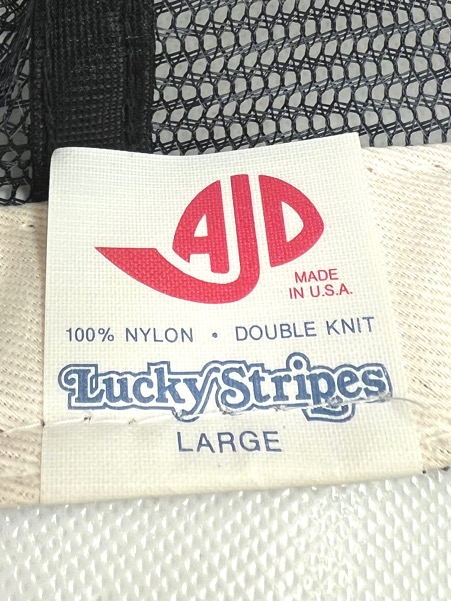 AJD
MADE
IN U.S.A.
100% NYLON • DOUBLE KNIT
Lucky Stripes
LARGE